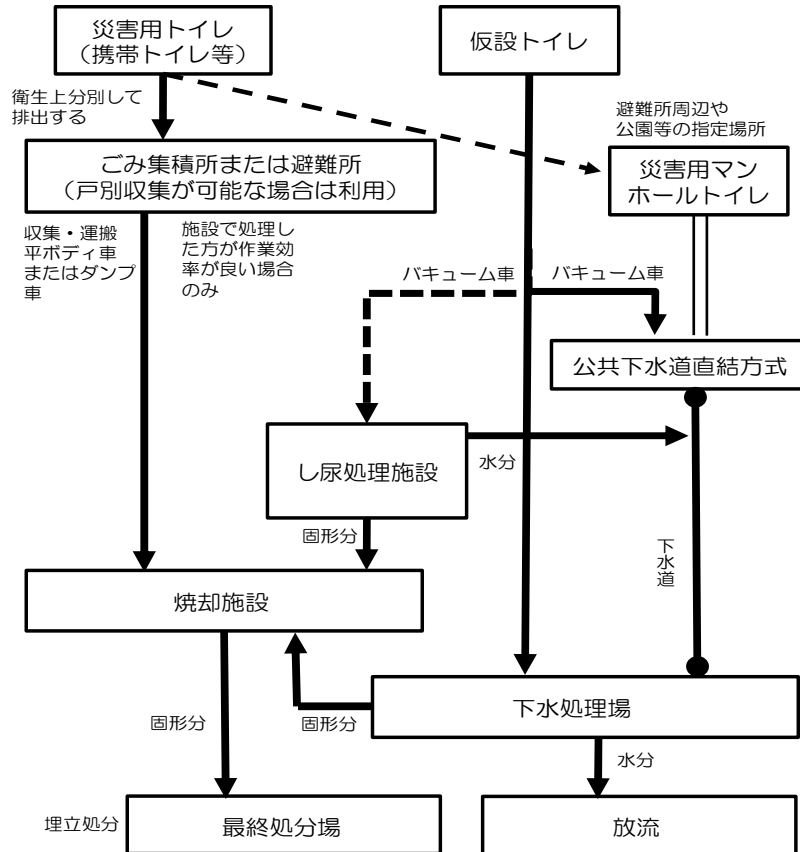 災害用トイレ
（携帯トイレ等）
仮設トイレ
衛生上分別して
排出する
避難所周辺や
公園等の指定場所
ごみ集積所または避難所
（戸別収集が可能な場合は利用）
災害用マン
ホールトイレ
収集・運搬
平ボディ車
またはダンプ
車
施設で処理し
た方が作業効
率が良い場合
のみ
バキューム車
バキューム車
公共下水道直結方式
し尿処理施設
水分
固形分
下水道
焼却施設
固形分
固形分
下水処理場
水分
埋立処分
最終処分場
放流